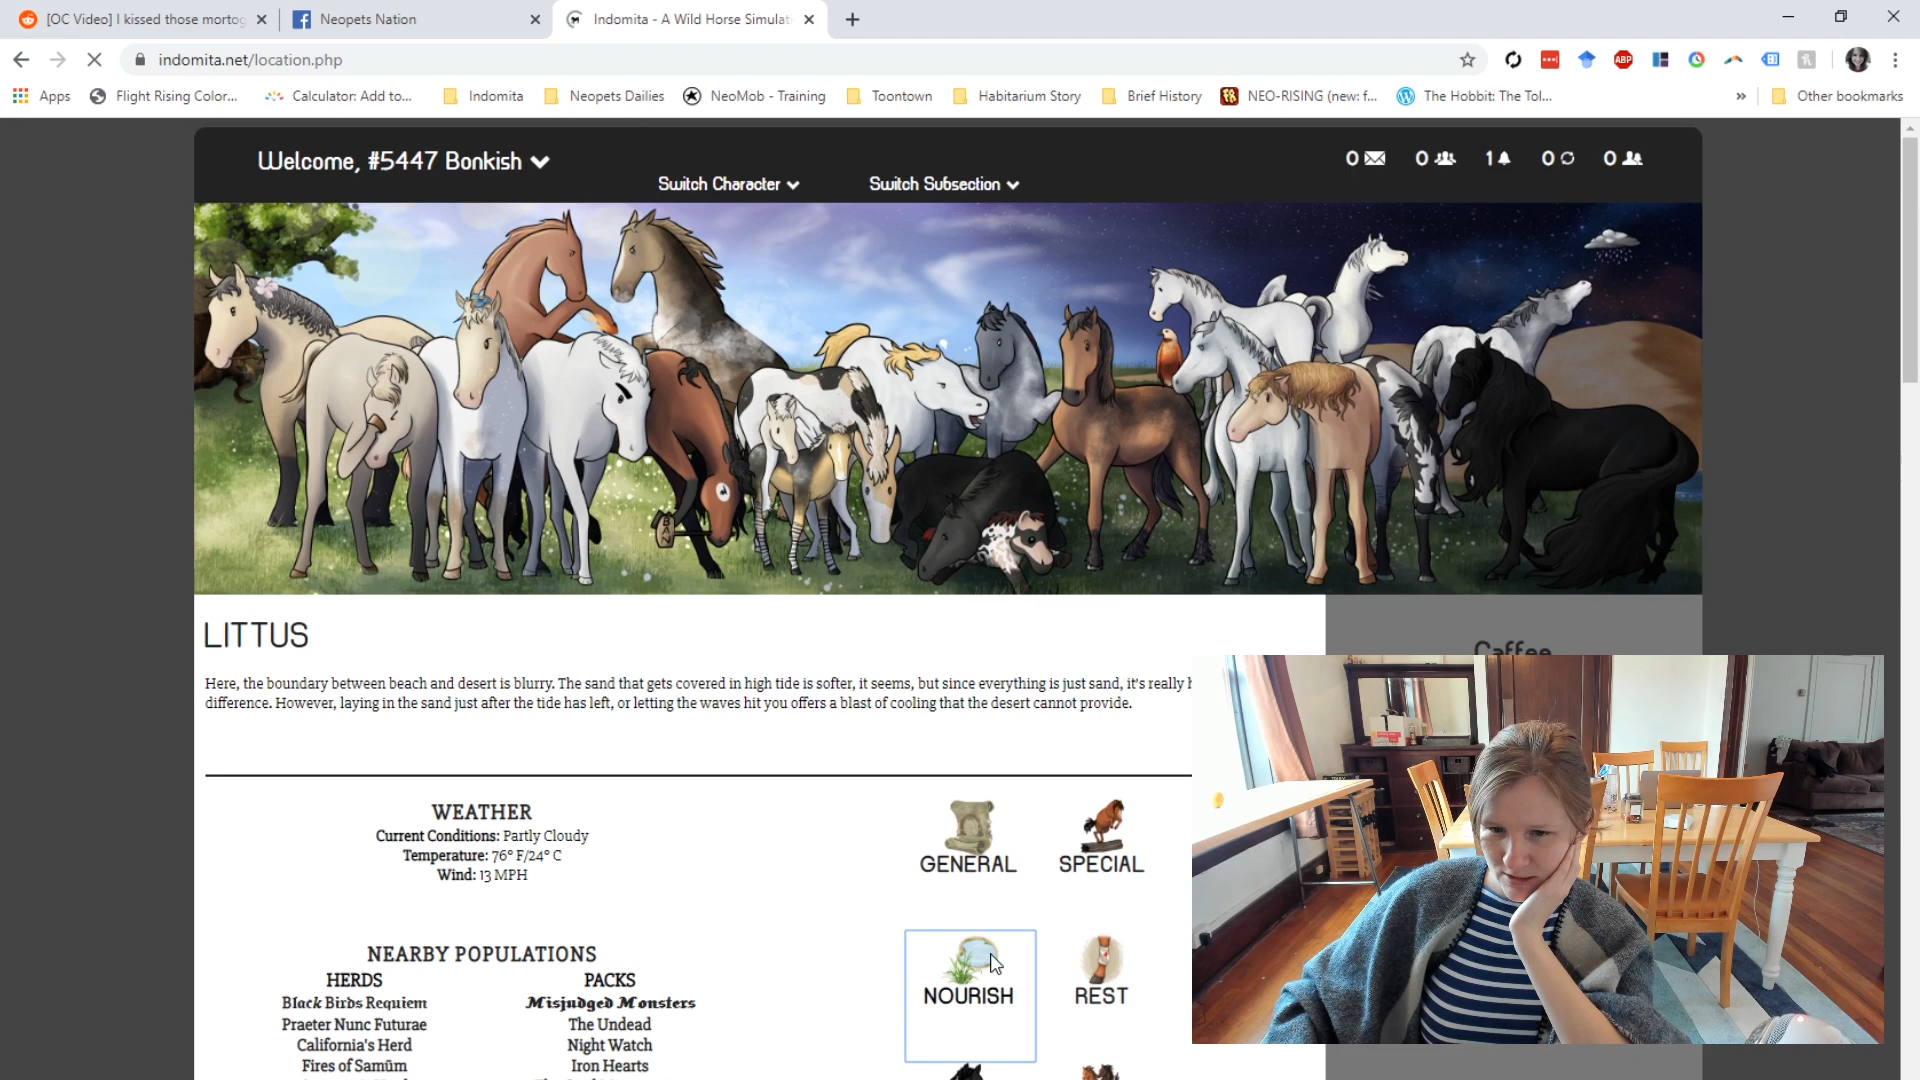 [OC Video] I kissed those mortog
Neopets Nation
Indomita - A Wild Horse Simulati
indomita.net/location.php
ABP
Apps
Flight Rising Color...
Calculator: Add to...
Indomita
Neopets Dailies
NeoMob - Training
Toontown
Habitarium Story
Brief History
NEO-RISING (new: f...
The Hobbit: The Tol...
»
Other bookmarks
Welcome, #5447 Bonkish
Switch Character
Switch Subsection
0
0
1
0
0
BAN
LITTUS
Caffee
Here, the boundary between beach and desert is blurry. The sand that gets covered in high tide is softer, it seems, but since everything is just sand, it's really h
difference. However, laying in the sand just after the tide has left, or letting the waves hit you offers a blast of cooling that the desert cannot provide.
WEATHER
Current Conditions: Partly Cloudy
Temperature: 76° F/24° C
Wind: 13 MPH
GENERAL
SPECIAL
NOURISH
REST
NEARBY POPULATIONS
HERDS
PACKS
Black Birds Requiem
Misjudged Monsters
Praeter Nunc Futurae
The Undead
California's Herd
Night Watch
Fires of Samūm
Iron Hearts